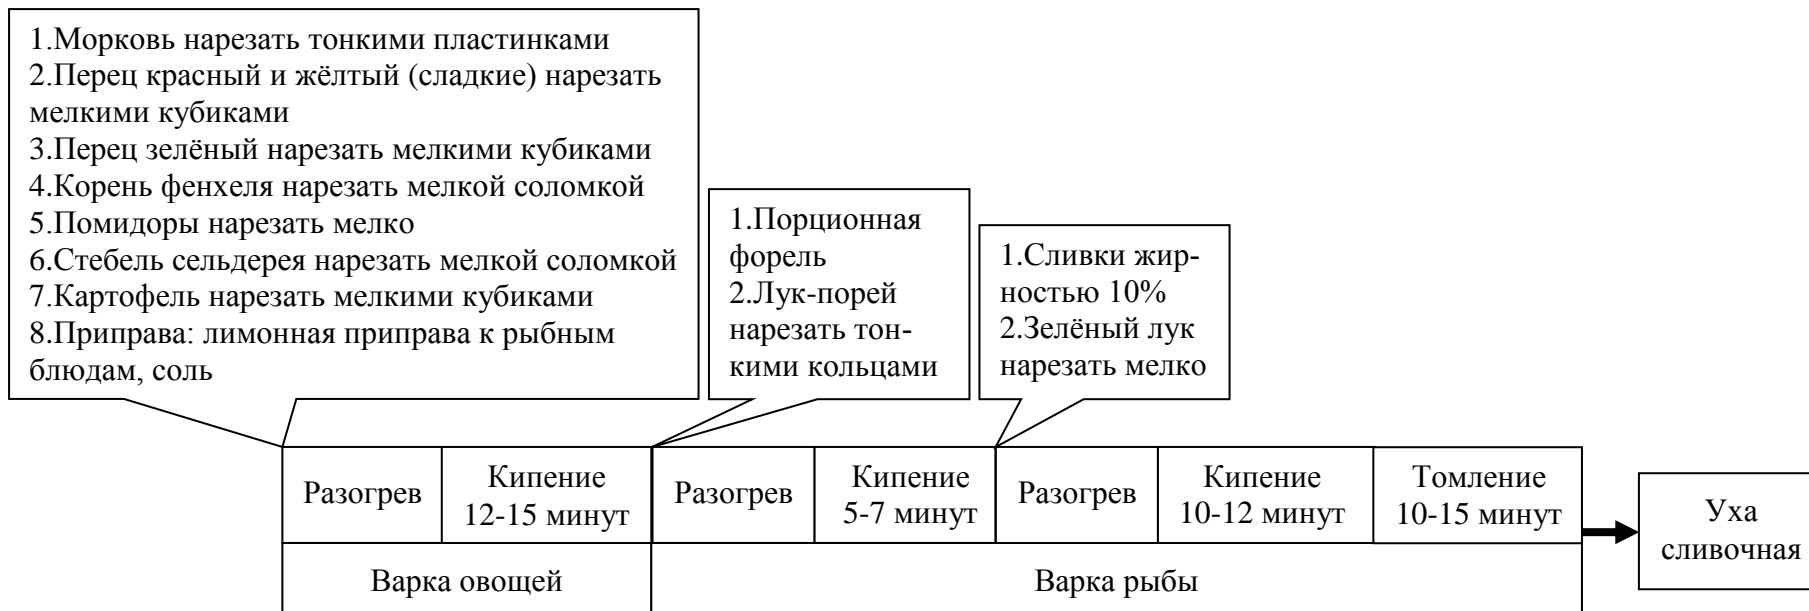 1.Морковь нарезать тонкими пластинками
2.Перец красный и жёлтый (сладкие) нарезать
мелкими кубиками
3.Перец зелёный нарезать мелкими кубиками
4.Корень фенхеля нарезать мелкой соломкой
5.Помидоры нарезать мелко
6.Стебель сельдерея нарезать мелкой соломкой
7.Картофель нарезать мелкими кубиками
8.Приправа: лимонная приправа к рыбным
блюдам, соль
1.Порционная
форель
2.Лук-порей
нарезать тон-
кими кольцами
1.Сливки жир-
ностью 10%
2.Зелёный лук
нарезать мелко
Разогрев
Кипение
12-15 минут
Разогрев
Кипение
5-7 минут
Разогрев
Кипение
10-12 минут
Томление
10-15 минут
Варка овощей
Варка рыбы
Уха
сливочная